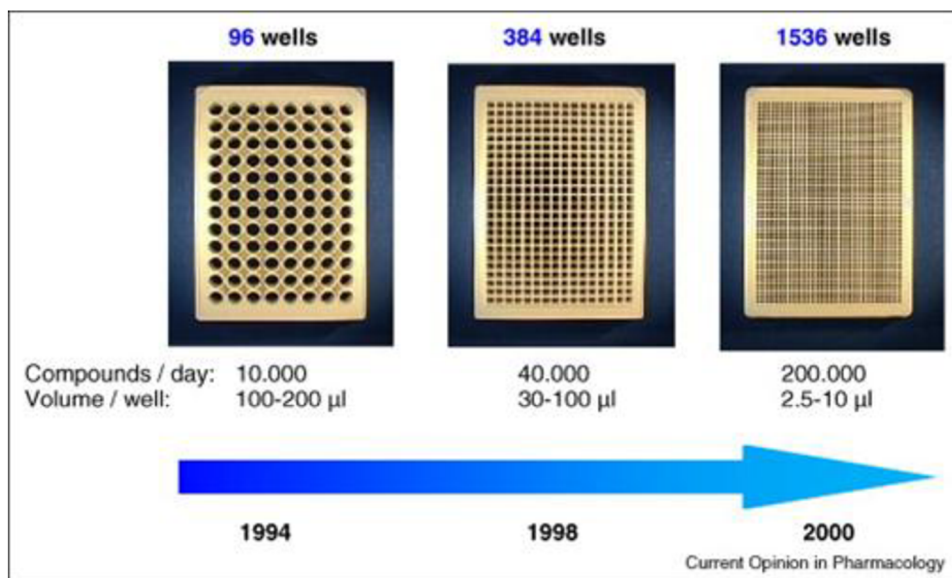 96 wells 384 wells 1536 wells
Compounds / day: 10.000 40.000 200.000
Volume / well: 100-200 µl 30-100 µl 2.5-10 µl
1994 1998 2000
Current Opinion in Pharmacology